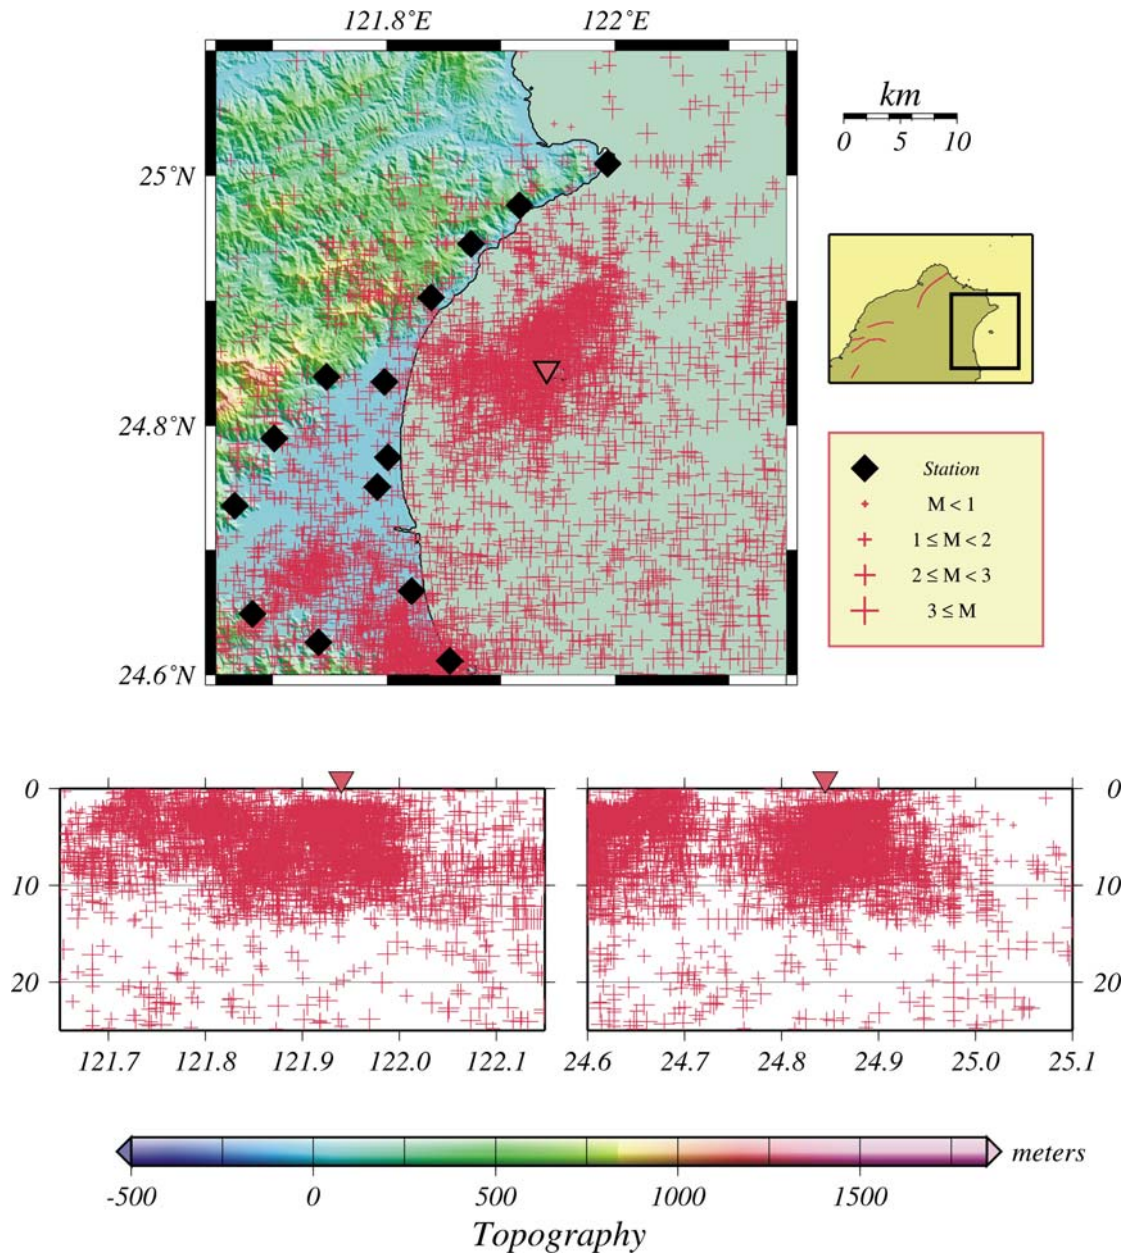 121.8˚E 122˚E
km
0 5 10
25˚N
24.8˚N
24.6˚N
Station
M < 1
1 ≤ M < 2
2 ≤ M < 3
3 ≤ M
0 0
10 10
20 20
121.7 121.8 121.9 122.0 122.1 24.6 24.7 24.8 24.9 25.0 25.1
meters
-500 0 500 1000 1500
Topography